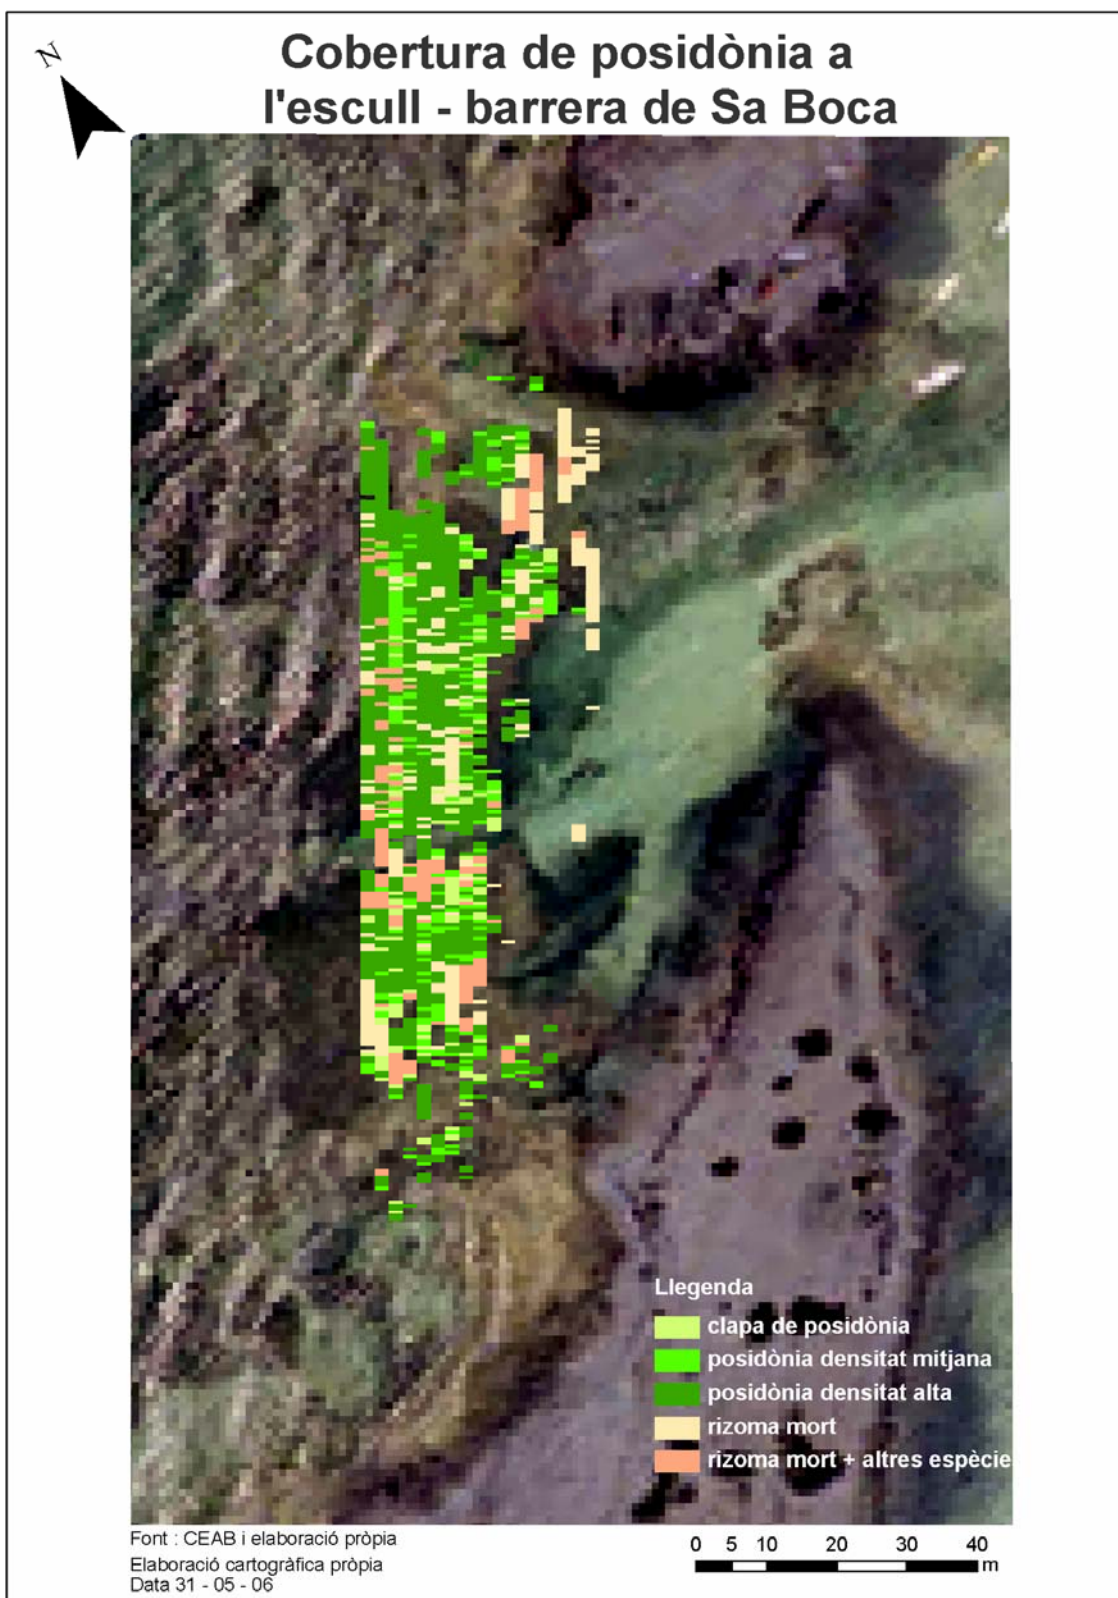 N
Cobertura de posidònia a
l'escull - barrera de Sa Boca
Llegenda
clapa de posidònia
posidònia densitat mitjana
posidònia densitat alta
rizoma mort
rizoma mort + altres espècie
Font : CEAB i elaboració pròpia
Elaboració cartogràfica pròpia
Data 31 - 05 - 06
0 5 10 20 30 40
m